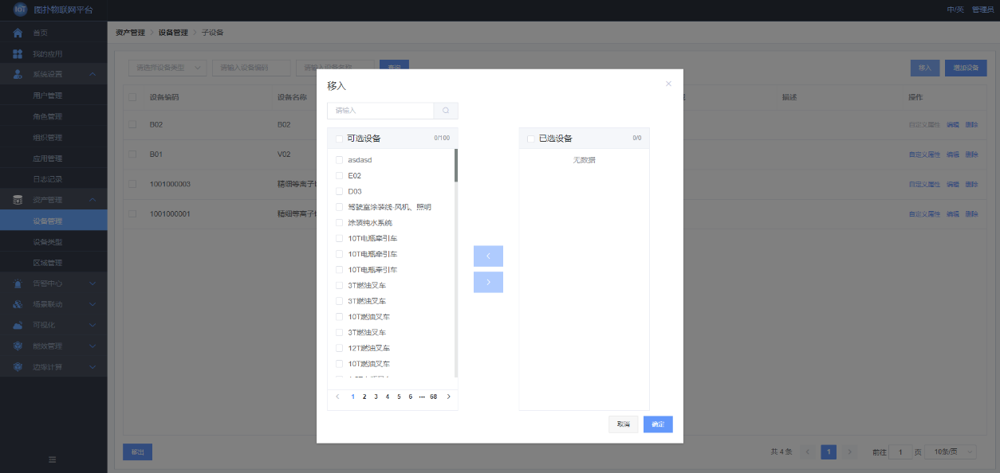 IOT 图扑物联网平台
中/英 管理员
首页
我的应用
系统设置
用户管理
角色管理
组织管理
应用管理
日志记录
资产管理
设备管理
设备类型
区域管理
告警中心
场景联动
可视化
能效管理
边缘计算
资产管理 > 设备管理 > 子设备
请选择设备类型 请输入设备编码 请输入设备名称 查询 移入 增加设备
设备编码 设备名称 描述 操作
B02 B02 自定义属性 编辑 删除
B01 V02 自定义属性 编辑 删除
1001000003 精细等离子 自定义属性 编辑 删除
1001000001 精细等离子 自定义属性 编辑 删除
移入
请输入
可选设备 0/100
asdasd
E02
D03
驾驶室涂装线-风机、照明
涂装纯水系统
10T电瓶牵引车
10T电瓶牵引车
10T电瓶牵引车
3T燃油叉车
3T燃油叉车
10T燃油叉车
3T燃油叉车
12T燃油叉车
10T燃油叉车
< 1 2 3 4 5 6 ••• 68 >
已选设备 0/0
无数据
取消 确定
移出
共 4 条 < 1 > 前往 1 页 10条/页